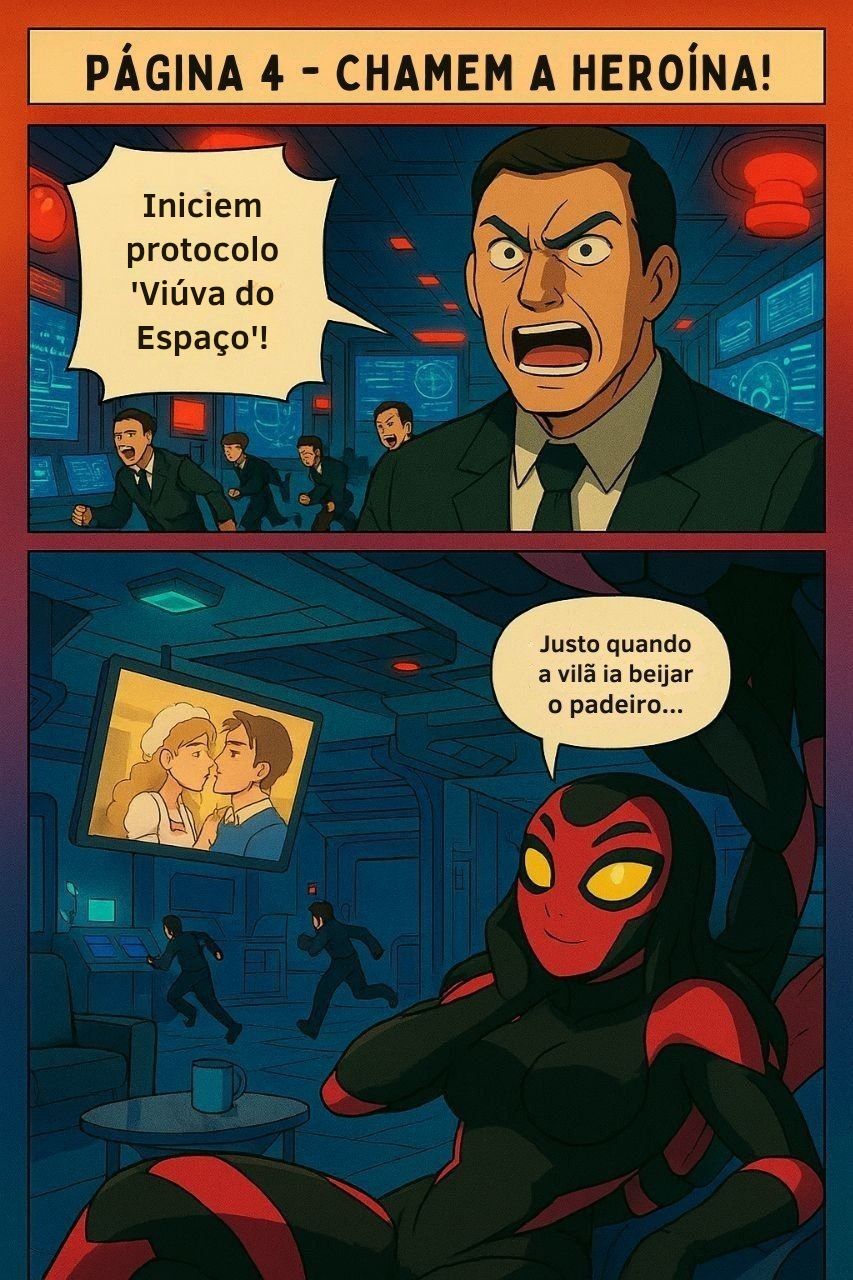 PÁGINA 4 - CHAMEM A HEROÍNA!
Iniciem
protocolo
'Viúva do
Espaço'!
Justo quando
a vilã ia beijar
o padeiro...